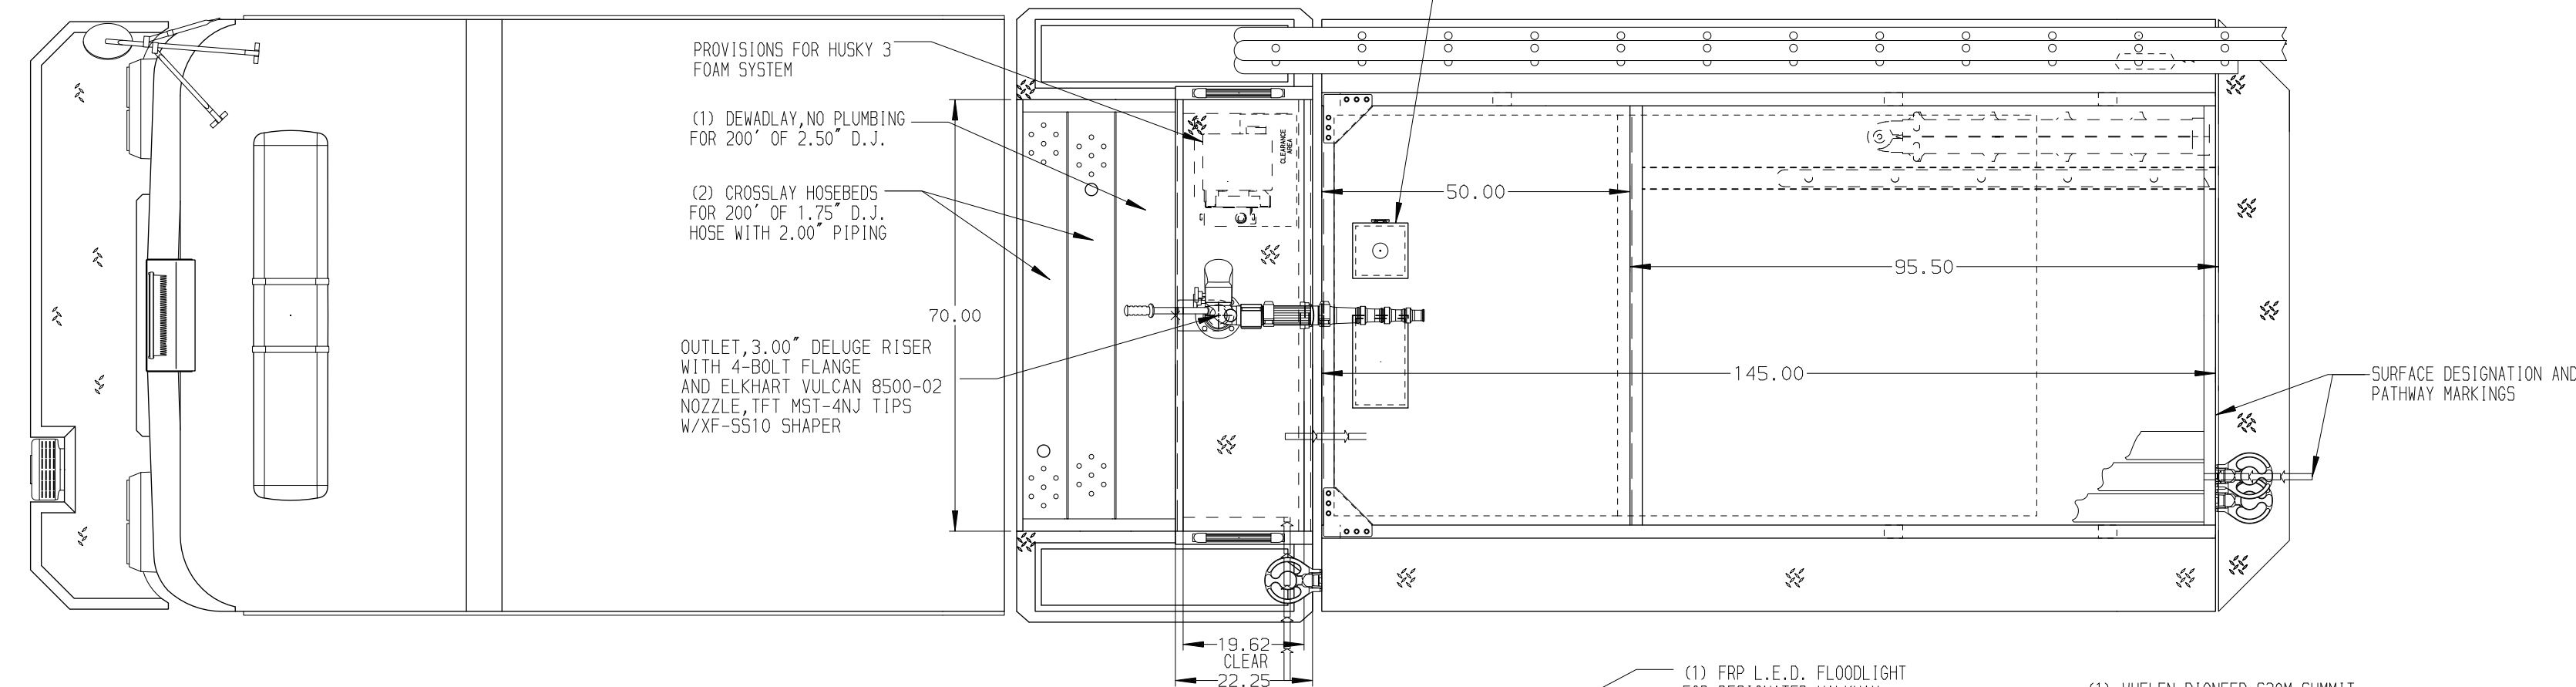 PROVISIONS FOR HUSKY 3
FOAM SYSTEM
(1) DEWADLAY,NO PLUMBING
FOR 200' OF 2.50" D.J.
(2) CROSSLAY HOSEBEDS
FOR 200' OF 1.75" D.J.
HOSE WITH 2.00" PIPING
CLEARANCE
AREA
50.00
95.50
70.00
145.00
OUTLET,3.00" DELUGE RISER
WITH 4-BOLT FLANGE
AND ELKHART VULCAN 8500-02
NOZZLE,TFT MST-4NJ TIPS
W/XF-SS10 SHAPER
SURFACE DESIGNATION AND
PATHWAY MARKINGS
19.62
CLEAR
22.25
(1) FRP L.E.D. FLOODLIGHT